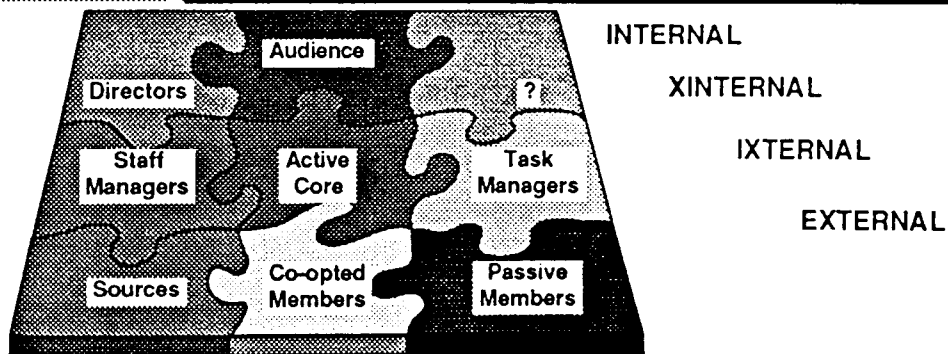 Audience
Directors
?
Staff
Managers
Active
Core
Task
Managers
Sources
Co-opted
Members
Passive
Members
INTERNAL
XINTERNAL
IXTERNAL
EXTERNAL